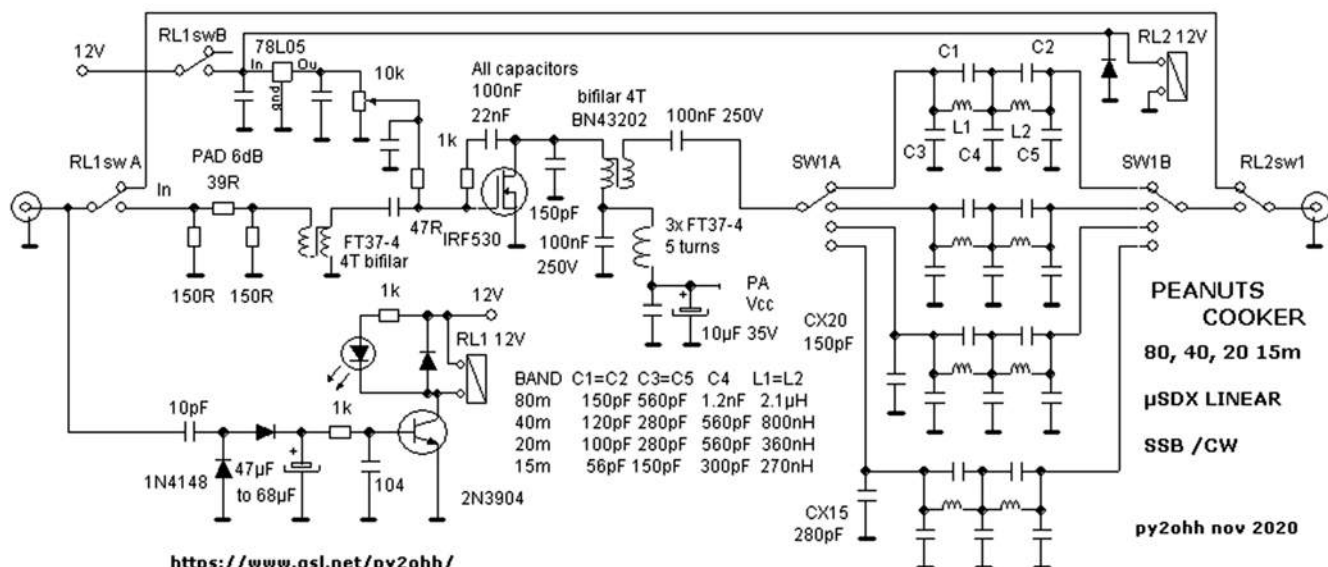 RL1swB
12V
78L05
In
Ou
gnd
10k
All capacitors
100nF
22nF
1k
bifilar 4T
BN43202
100nF 250V
C1
C2
RL2 12V
L1
L2
C3
C4
C5
RL1sw A
PAD 6dB
39R
In
150R
150R
FT37-4
4T bifilar
47R
IRF530
150pF
100nF
250V
3x FT37-4
5 turns
PA
Vcc
10µF 35V
SW1A
SW1B
RL2sw1
CX20
150pF
CX15
280pF
1k
12V
RL1 12V
10pF
1N4148
47µF
to 68µF
1k
104
2N3904
BAND C1=C2 C3=C5 C4 L1=L2
80m 150pF 560pF 1.2nF 2.1µH
40m 120pF 280pF 560pF 800nH
20m 100pF 280pF 560pF 360nH
15m 56pF 150pF 300pF 270nH
PEANUTS
COOKER
80, 40, 20 15m
µSDX LINEAR
SSB /CW
py2ohh nov 2020
https://www.qsl.net/py2ohh/